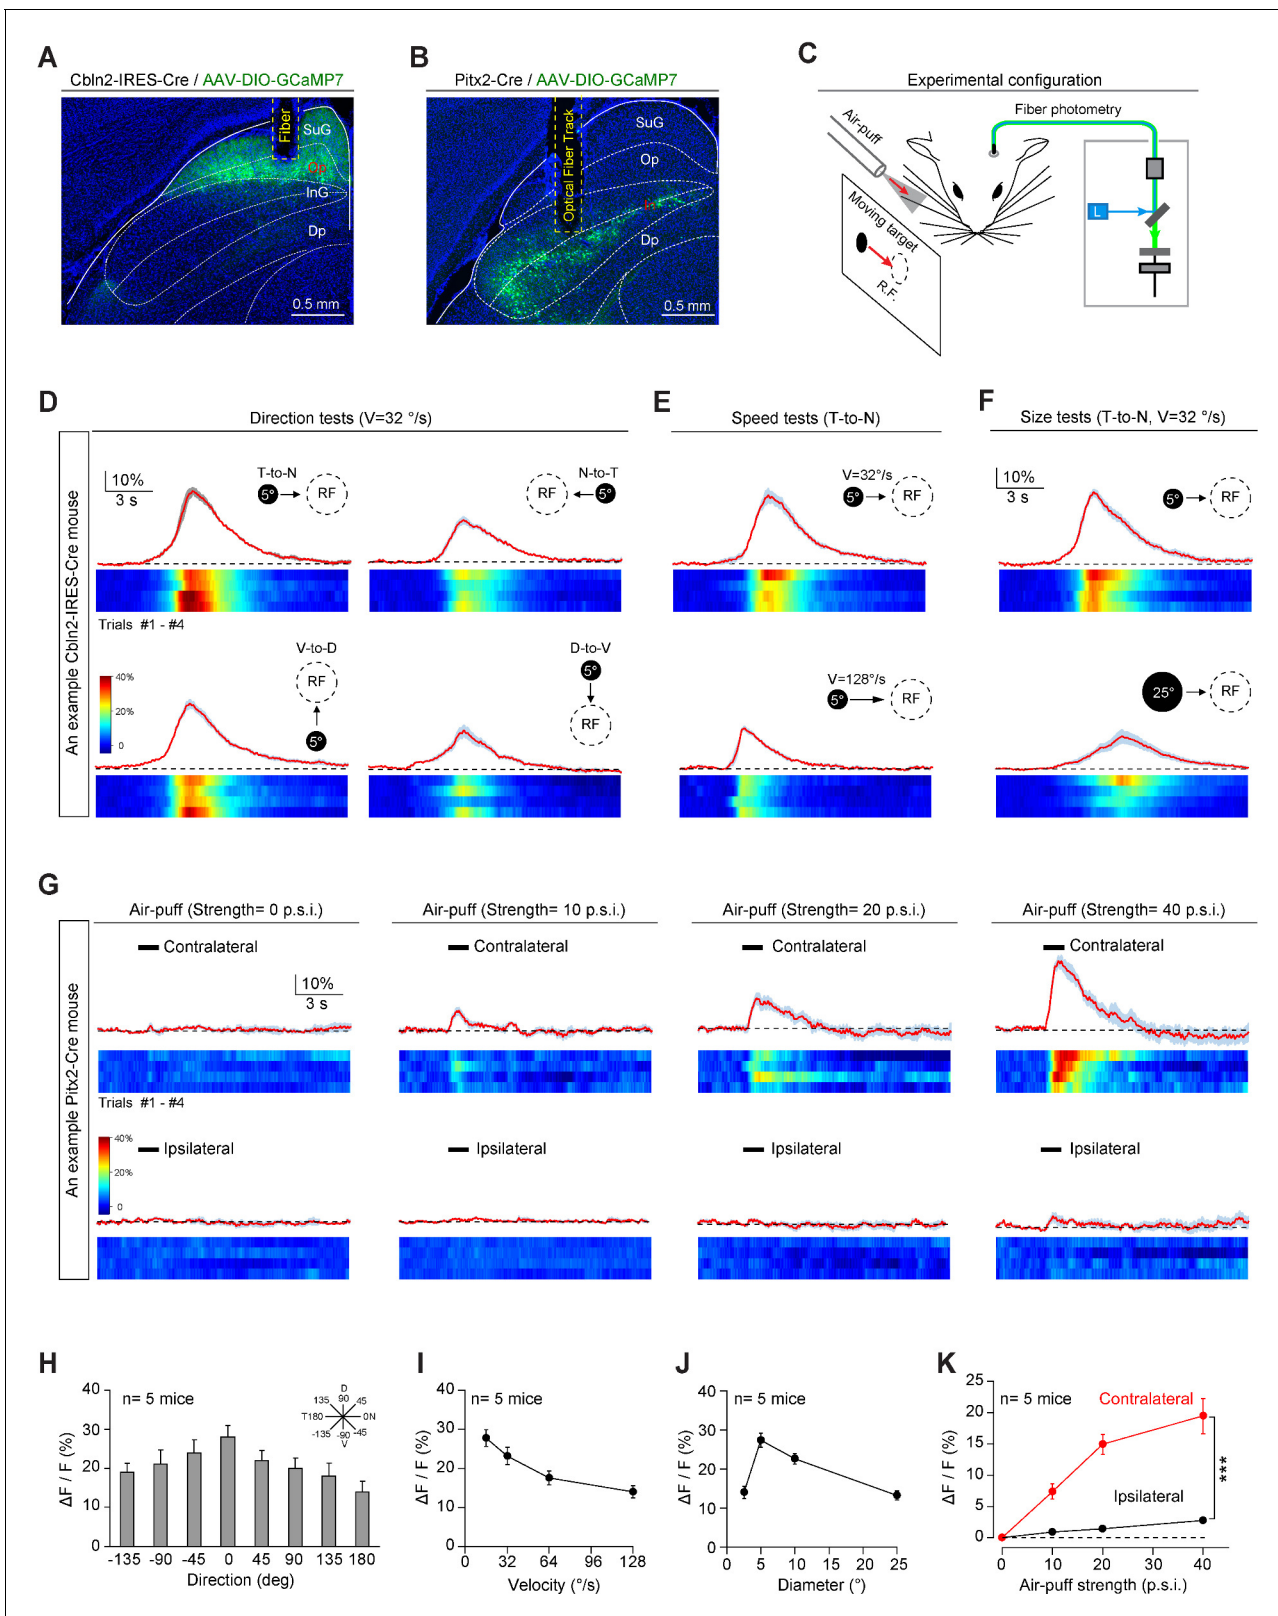 A
Cbln2-IRES-Cre / AAV-DIO-GCaMP7
Fiber
SuG
Op
InG
Dp
0.5 mm
B
Pitx2-Cre / AAV-DIO-GCaMP7
Optical Fiber Track
SuG
Op
Dp
0.5 mm
C
Experimental configuration
Fiber photometry
Air-puff
Moving target
R.F.
L
D
Direction tests (V=32 °/s)
E
Speed tests (T-to-N)
F
Size tests (T-to-N, V=32 °/s)
An example Cbln2-IRES-Cre mouse
10%
3 s
T-to-N
5°
RF
N-to-T
RF
5°
V=32°/s
5°
RF
10%
3 s
5°
RF
Trials #1 - #4
40%
20%
0
V-to-D
RF
5°
D-to-V
5°
RF
V=128°/s
5°
RF
25°
RF
G
An example Pitx2-Cre mouse
Air-puff (Strength= 0 p.s.i.)
Air-puff (Strength= 10 p.s.i.)
Air-puff (Strength= 20 p.s.i.)
Air-puff (Strength= 40 p.s.i.)
Contralateral
Contralateral
Contralateral
Contralateral
10%
3 s
Trials #1 - #4
40%
20%
0
Ipsilateral
Ipsilateral
Ipsilateral
Ipsilateral
H
ΔF / F (%)
40
30
20
10
0
n= 5 mice
D
135 90 45
T180 0N
-135 -90 -45
V
-135 -90 -45 0 45 90 135 180
Direction (deg)
I
ΔF / F (%)
40
30
20
10
0
n= 5 mice
0 32 64 96 128
Velocity (°/s)
J
ΔF / F (%)
40
30
20
10
0
n= 5 mice
0 5 10 15 20 25
Diameter (°)
K
ΔF / F (%)
25
20
15
10
5
0
n= 5 mice
Contralateral
Ipsilateral
***
0 10 20 30 40
Air-puff strength (p.s.i.)